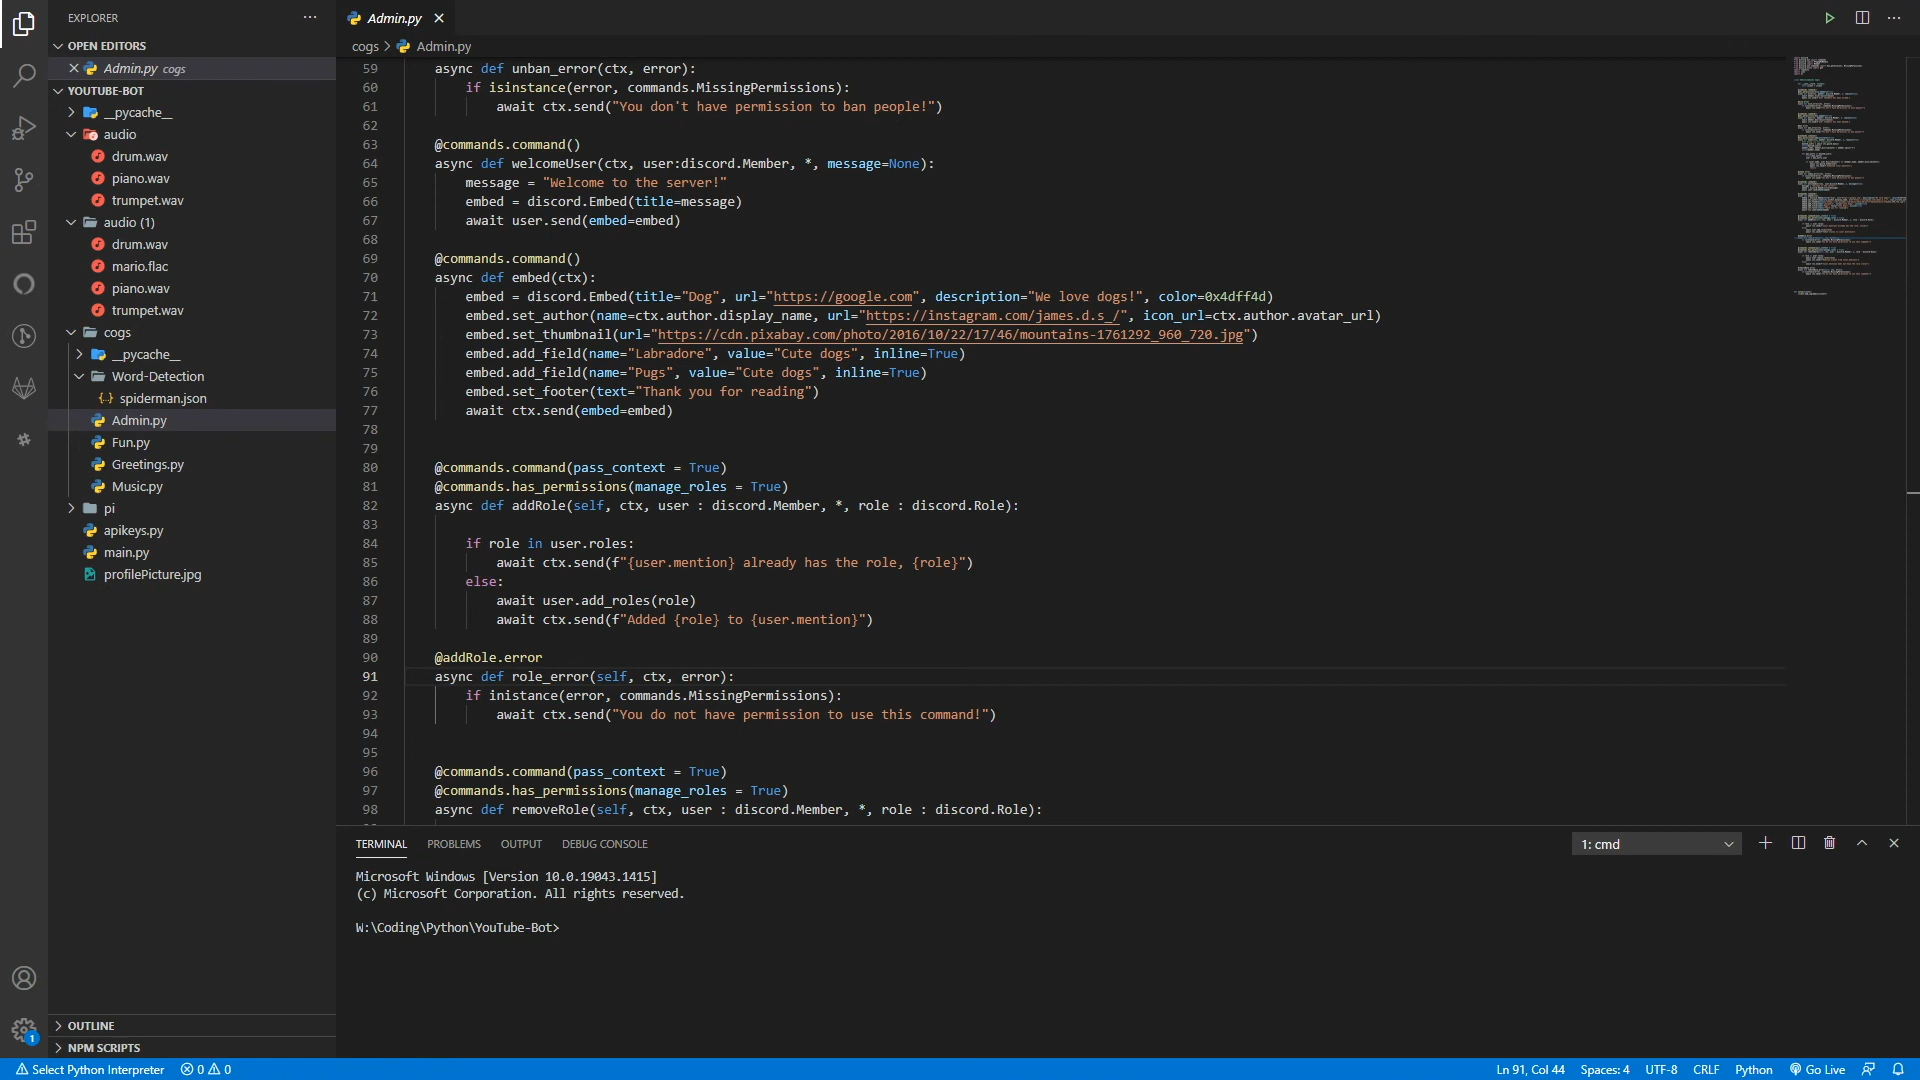 EXPLORER
OPEN EDITORS
Admin.py cogs
YOUTUBE-BOT
__pycache__
audio
drum.wav
piano.wav
trumpet.wav
audio (1)
drum.wav
mario.flac
piano.wav
trumpet.wav
cogs
__pycache__
Word-Detection
spiderman.json
Admin.py
Fun.py
Greetings.py
Music.py
pi
apikeys.py
main.py
profilePicture.jpg
OUTLINE
NPM SCRIPTS
Admin.py
cogs > Admin.py
59 async def unban_error(ctx, error):
60 if isinstance(error, commands.MissingPermissions):
61 await ctx.send("You don't have permission to ban people!")
62
63 @commands.command()
64 async def welcomeUser(ctx, user:discord.Member, *, message=None):
65 message = "Welcome to the server!"
66 embed = discord.Embed(title=message)
67 await user.send(embed=embed)
68
69 @commands.command()
70 async def embed(ctx):
71 embed = discord.Embed(title="Dog", url="https://google.com", description="We love dogs!", color=0x4dff4d)
72 embed.set_author(name=ctx.author.display_name, url="https://instagram.com/james.d.s_/", icon_url=ctx.author.avatar_url)
73 embed.set_thumbnail(url="https://cdn.pixabay.com/photo/2016/10/22/17/46/mountains-1761292_960_720.jpg")
74 embed.add_field(name="Labradore", value="Cute dogs", inline=True)
75 embed.add_field(name="Pugs", value="Cute dogs", inline=True)
76 embed.set_footer(text="Thank you for reading")
77 await ctx.send(embed=embed)
78
79
80 @commands.command(pass_context = True)
81 @commands.has_permissions(manage_roles = True)
82 async def addRole(self, ctx, user : discord.Member, *, role : discord.Role):
83
84 if role in user.roles:
85 await ctx.send(f"{user.mention} already has the role, {role}")
86 else:
87 await user.add_roles(role)
88 await ctx.send(f"Added {role} to {user.mention}")
89
90 @addRole.error
91 async def role_error(self, ctx, error):
92 if inistance(error, commands.MissingPermissions):
93 await ctx.send("You do not have permission to use this command!")
94
95
96 @commands.command(pass_context = True)
97 @commands.has_permissions(manage_roles = True)
98 async def removeRole(self, ctx, user : discord.Member, *, role : discord.Role):
TERMINAL PROBLEMS OUTPUT DEBUG CONSOLE
1: cmd
Microsoft Windows [Version 10.0.19043.1415]
(c) Microsoft Corporation. All rights reserved.
W:\Coding\Python\YouTube-Bot>
1
Select Python Interpreter 0 0
Ln 91, Col 44 Spaces: 4 UTF-8 CRLF Python Go Live